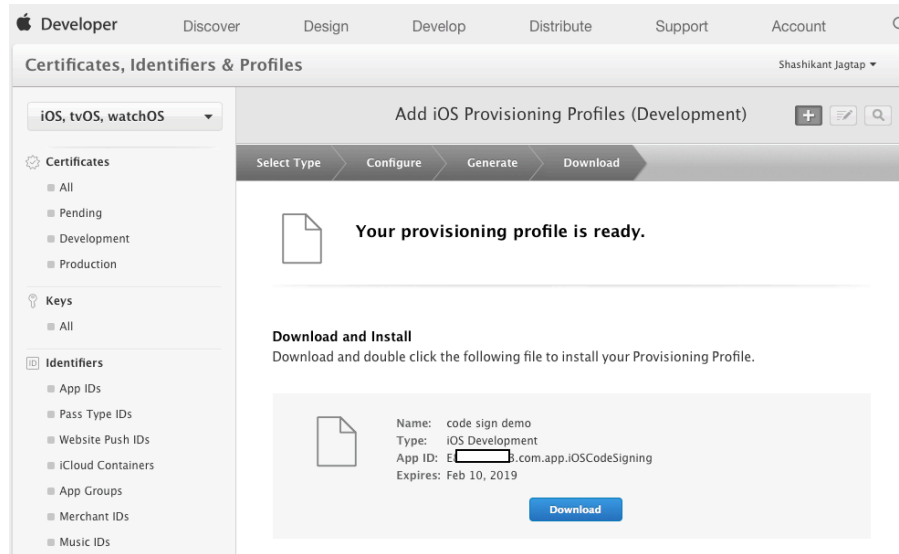 Developer Discover Design Develop Distribute Support Account
Certificates, Identifiers & Profiles Shashikant Jagtap
iOS, tvOS, watchOS
Add iOS Provisioning Profiles (Development)
Select Type Configure Generate Download
Certificates
All
Pending
Development
Production
Keys
All
ID Identifiers
App IDs
Pass Type IDs
Website Push IDs
iCloud Containers
App Groups
Merchant IDs
Music IDs
Your provisioning profile is ready.
Download and Install
Download and double click the following file to install your Provisioning Profile.
Name: code sign demo
Type: iOS Development
App ID: .com.app.iOSCodeSigning
Expires: Feb 10, 2019
Download